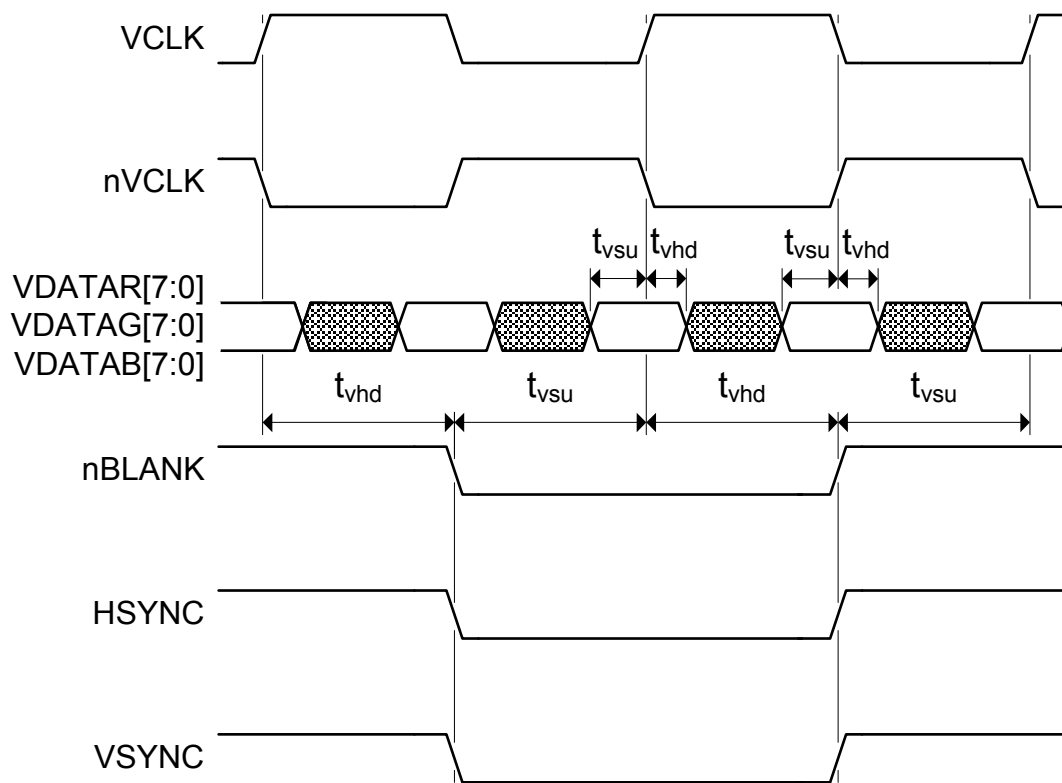 VCLK
nVCLK
tvsu tvhd tvsu tvhd
VDATAR[7:0]
VDATAG[7:0]
VDATAB[7:0]
tvhd tvsu tvhd tvsu
nBLANK
HSYNC
VSYNC